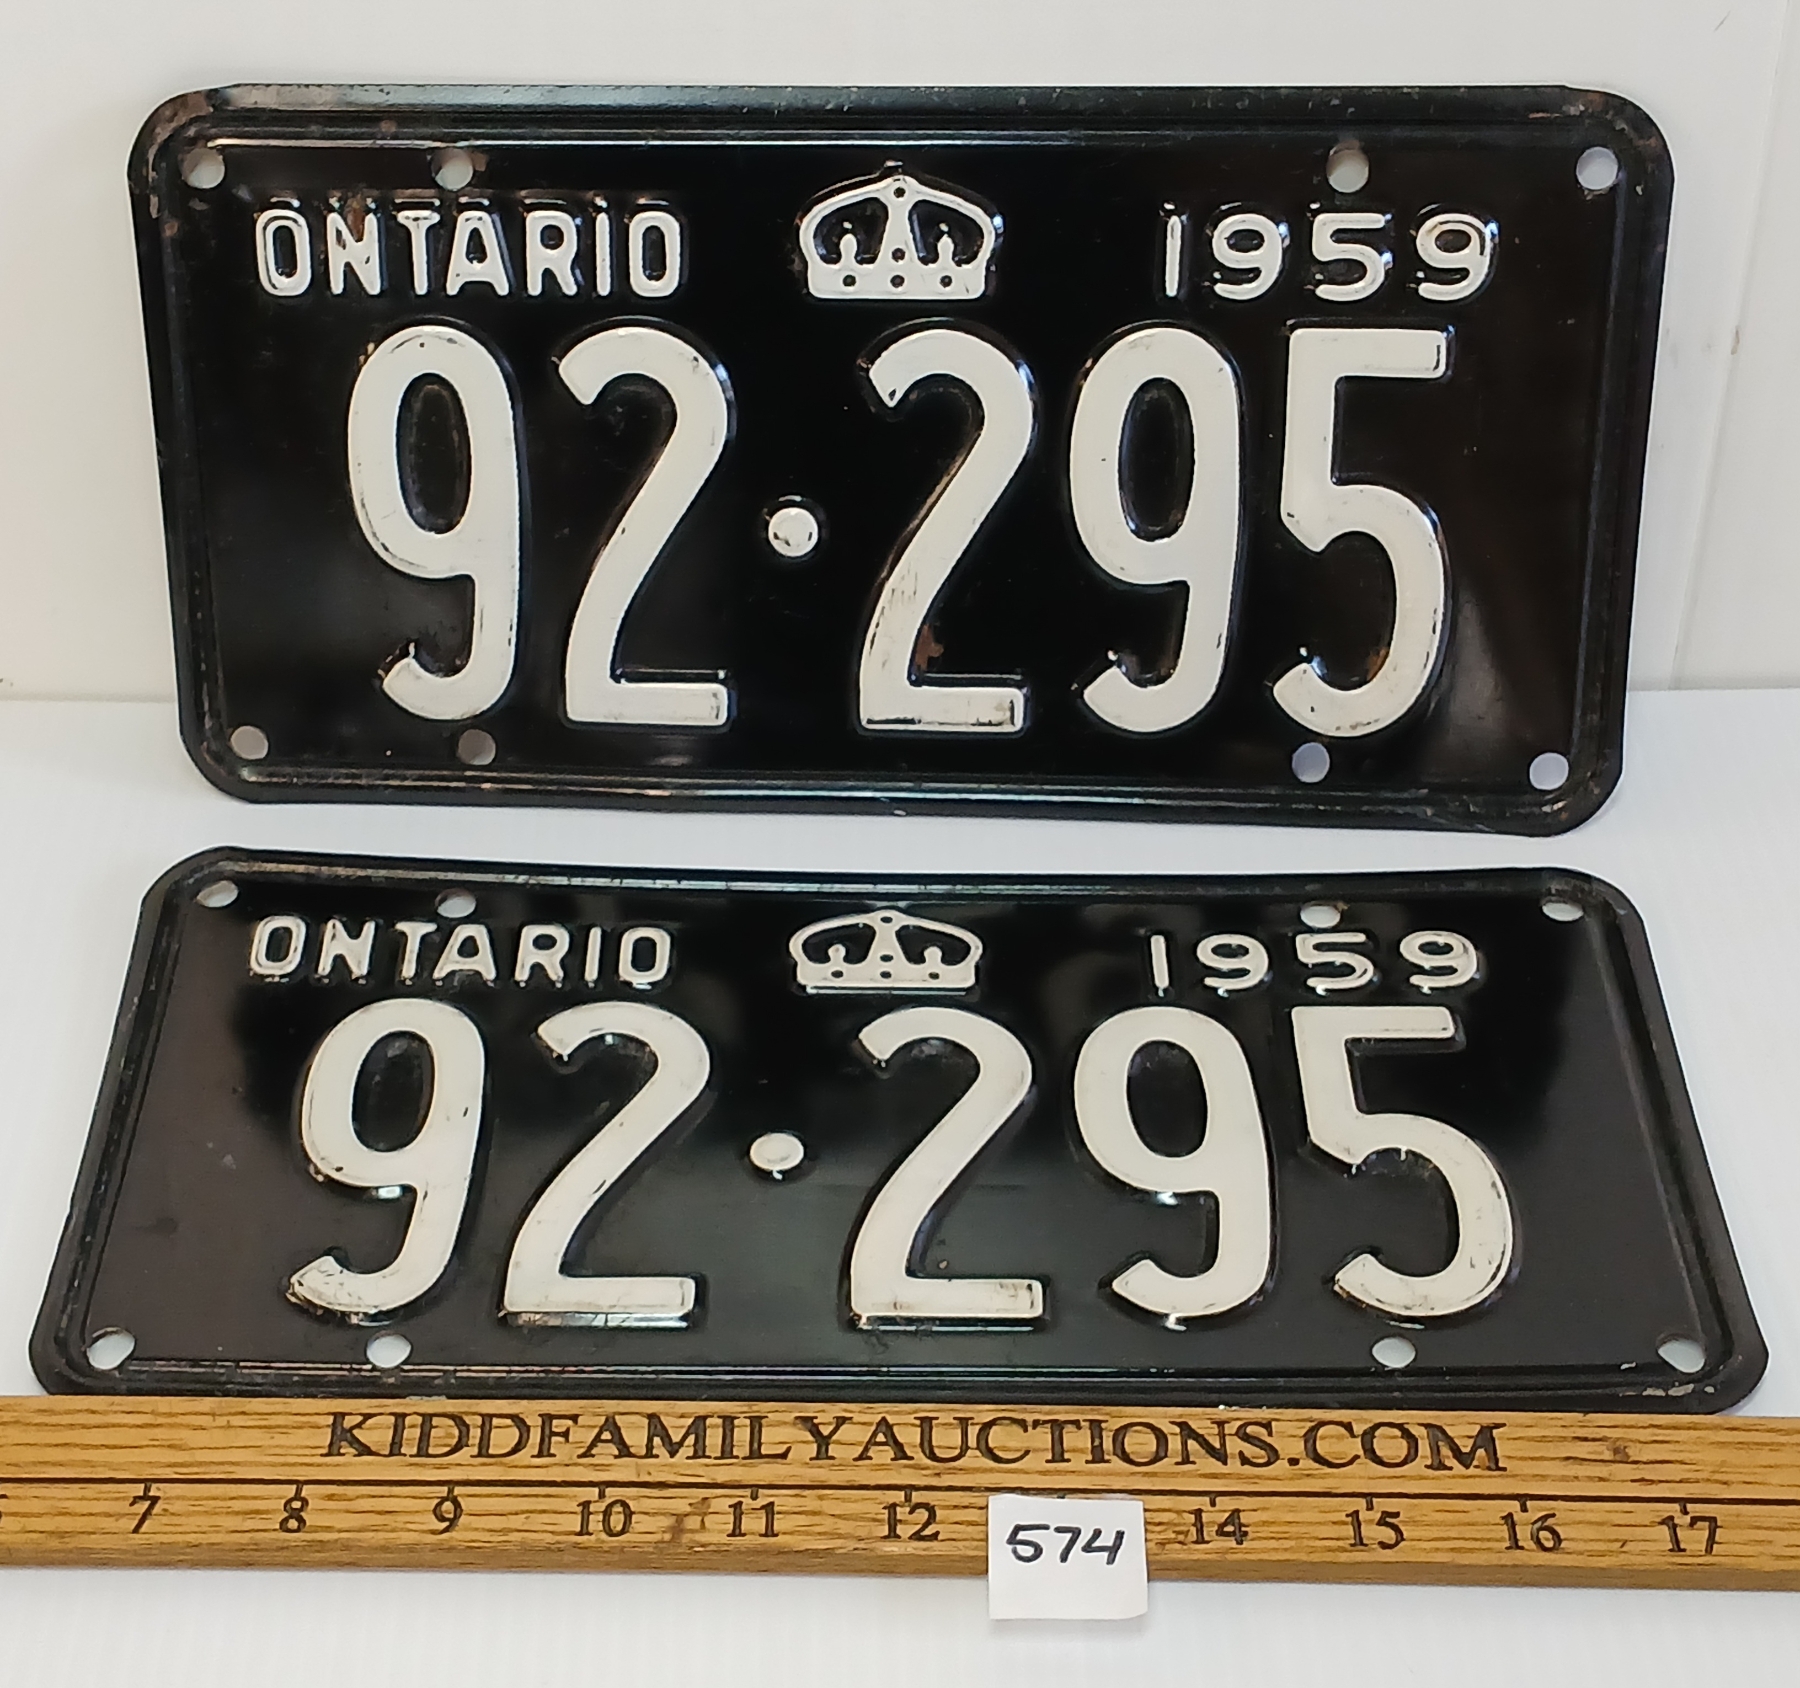 ONTARIO 1959
92·295
ONTARIO 1959
92·295
KIDDFAMILYAUCTIONS.COM
7 8 9 10 11 12 14 15 16 17
574